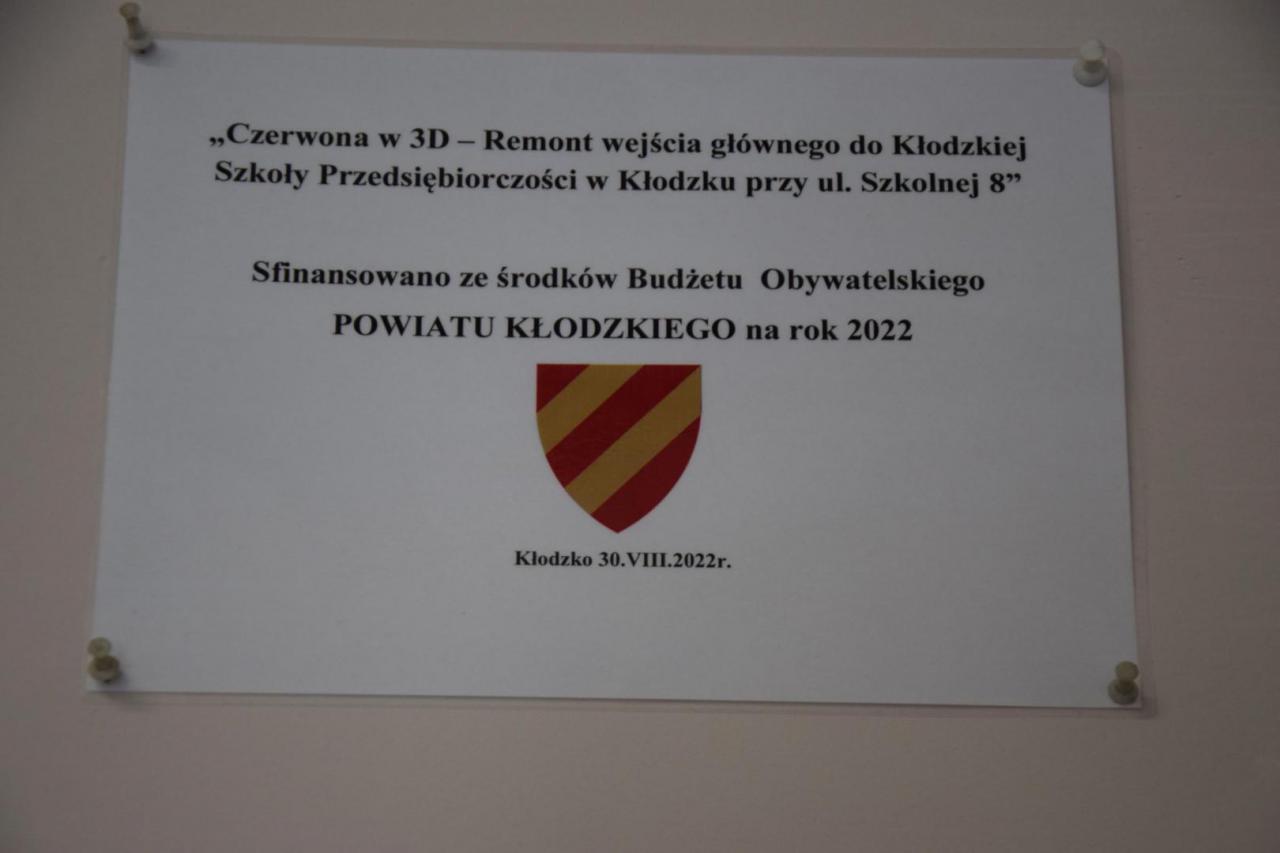 „Czerwona w 3D – Remont wejścia głównego do Kłodzkiej
Szkoły Przedsiębiorczości w Kłodzku przy ul. Szkolnej 8”
Sfinansowano ze środków Budżetu Obywatelskiego
POWIATU KŁODZKIEGO na rok 2022
Kłodzko 30.VIII.2022r.